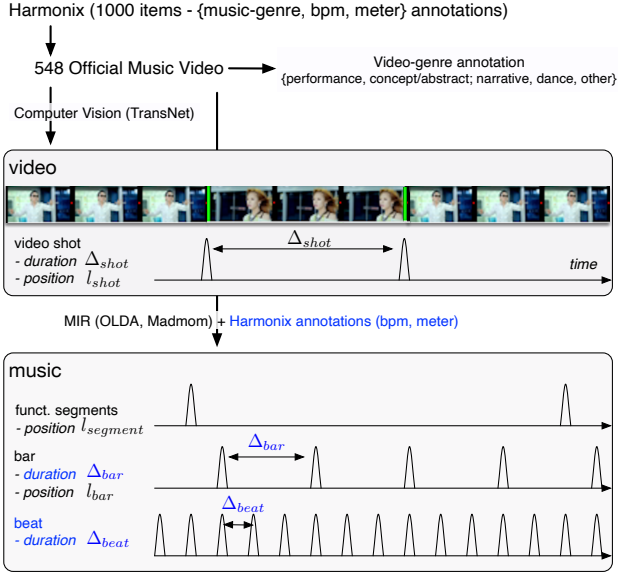 Harmonix (1000 items - {music-genre, bpm, meter} annotations)
548 Official Music Video
Video-genre annotation
{performance, concept/abstract; narrative, dance, other}
Computer Vision (TransNet)
video
video shot
- duration Δshot
- position lshot
Δshot
time
MIR (OLDA, Madmom) + Harmonix annotations (bpm, meter)
music
funct. segments
- position lsegment
bar
- duration Δbar
- position lbar
Δbar
beat
- duration Δbeat
Δbeat